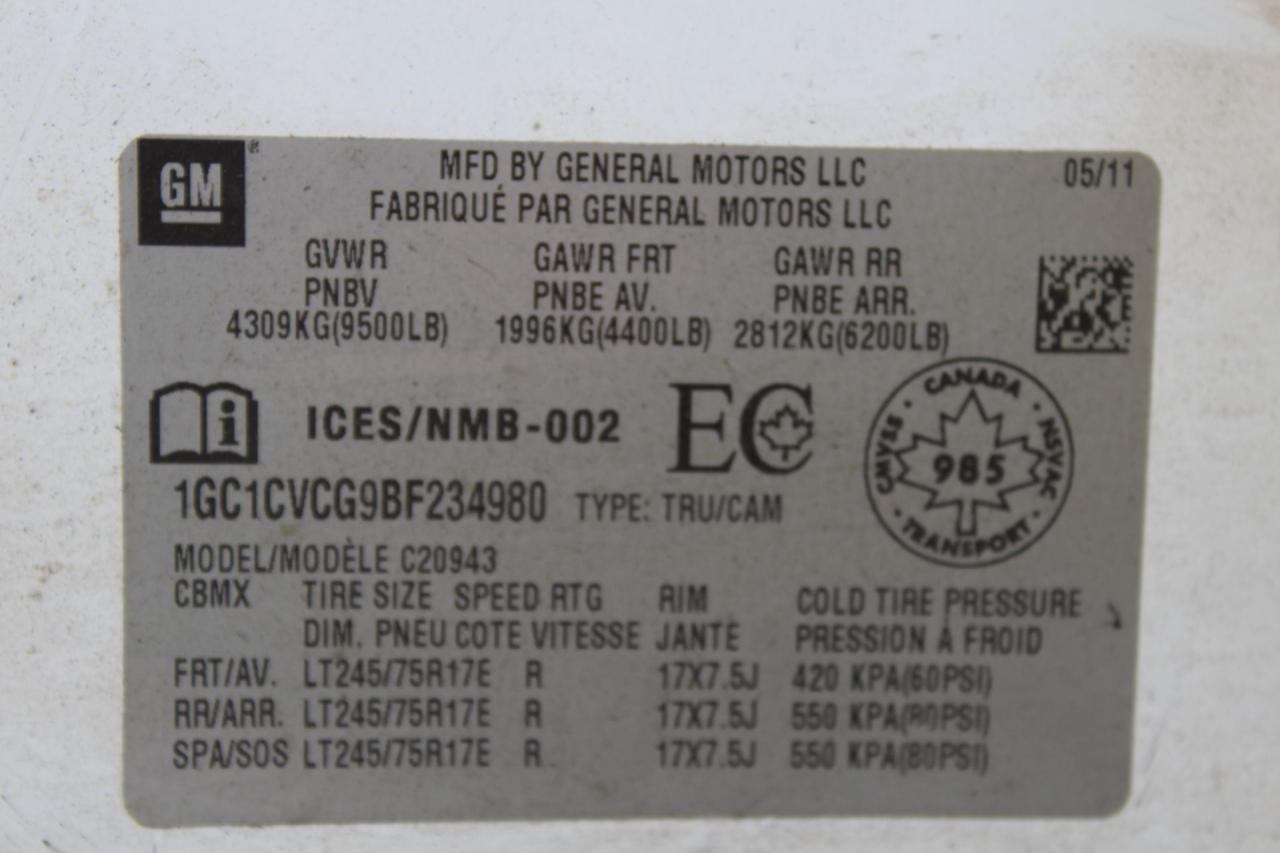 GM®
MFD BY GENERAL MOTORS LLC 05/11
FABRIQUÉ PAR GENERAL MOTORS LLC
GVWR GAWR FRT GAWR RR
PNBV PNBE AV. PNBE ARR.
4309KG(9500LB) 1996KG(4400LB) 2812KG(6200LB)
i ICES/NMB-002 EC
CANADA · NSVAC · TRANSPORT · CMVSS ·
985
1GC1CVCG9BF234980 TYPE: TRU/CAM
MODEL/MODÈLE C20943
CBMX TIRE SIZE SPEED RTG RIM COLD TIRE PRESSURE
DIM. PNEU COTE VITESSE JANTE PRESSION A FROID
FRT/AV. LT245/75R17E R 17X7.5J 420 KPA(60PSI)
RR/ARR. LT245/75R17E R 17X7.5J 550 KPA(80PSI)
SPA/SOS LT245/75R17E R 17X7.5J 550 KPA(80PSI)